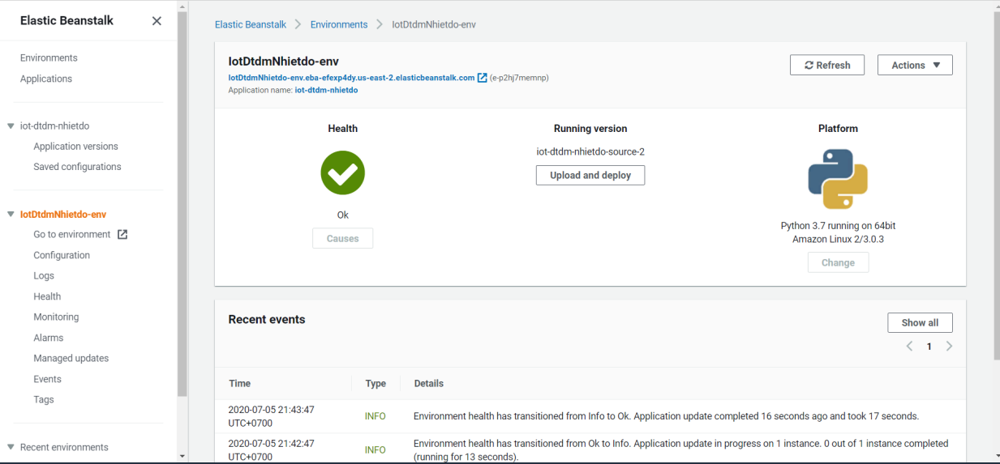 Elastic Beanstalk
Environments
Applications
iot-dtdm-nhietdo
Application versions
Saved configurations
IotDtdmNhietdo-env
Go to environment
Configuration
Logs
Health
Monitoring
Alarms
Managed updates
Events
Tags
Recent environments
Elastic Beanstalk > Environments > IotDtdmNhietdo-env
IotDtdmNhietdo-env
IotDtdmNhietdo-env.eba-efexp4dy.us-east-2.elasticbeanstalk.com (e-p2hj7memnp)
Application name: iot-dtdm-nhietdo
Refresh
Actions
Health
Ok
Causes
Running version
iot-dtdm-nhietdo-source-2
Upload and deploy
Platform
Python 3.7 running on 64bit
Amazon Linux 2/3.0.3
Change
Recent events
Show all
1
Time Type Details
2020-07-05 21:43:47
UTC+0700
INFO
Environment health has transitioned from Info to Ok. Application update completed 16 seconds ago and took 17 seconds.
2020-07-05 21:42:47
UTC+0700
INFO
Environment health has transitioned from Ok to Info. Application update in progress on 1 instance. 0 out of 1 instance completed
(running for 13 seconds).